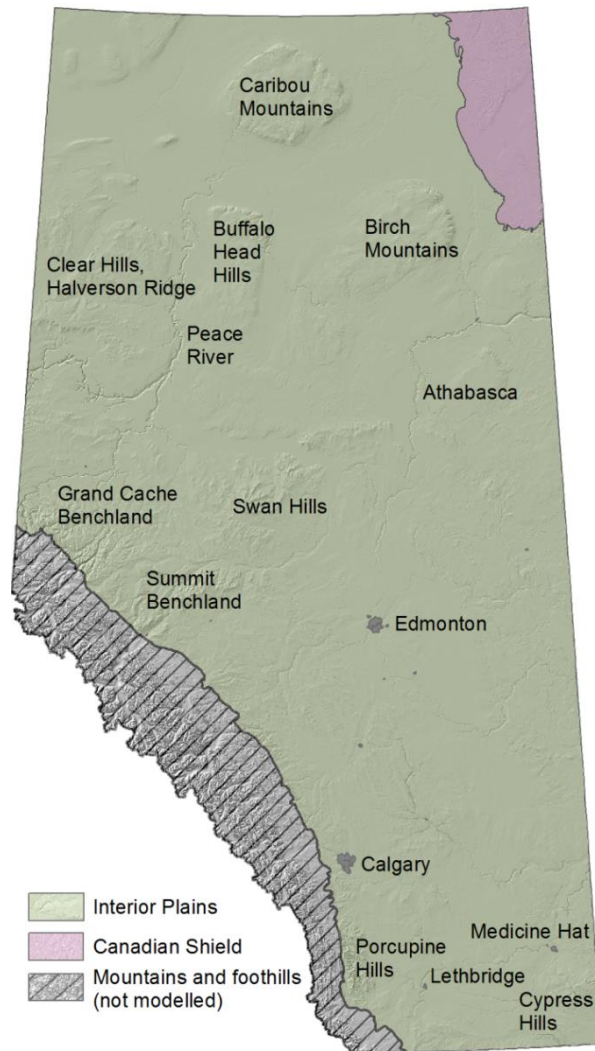 Caribou
Mountains
Buffalo
Head
Hills
Birch
Mountains
Clear Hills,
Halverson Ridge
Peace
River
Athabasca
Grand Cache
Benchland
Swan Hills
Summit
Benchland
Edmonton
Calgary
Interior Plains
Canadian Shield
Mountains and foothills
(not modelled)
Porcupine
Hills
Medicine Hat
Lethbridge
Cypress
Hills